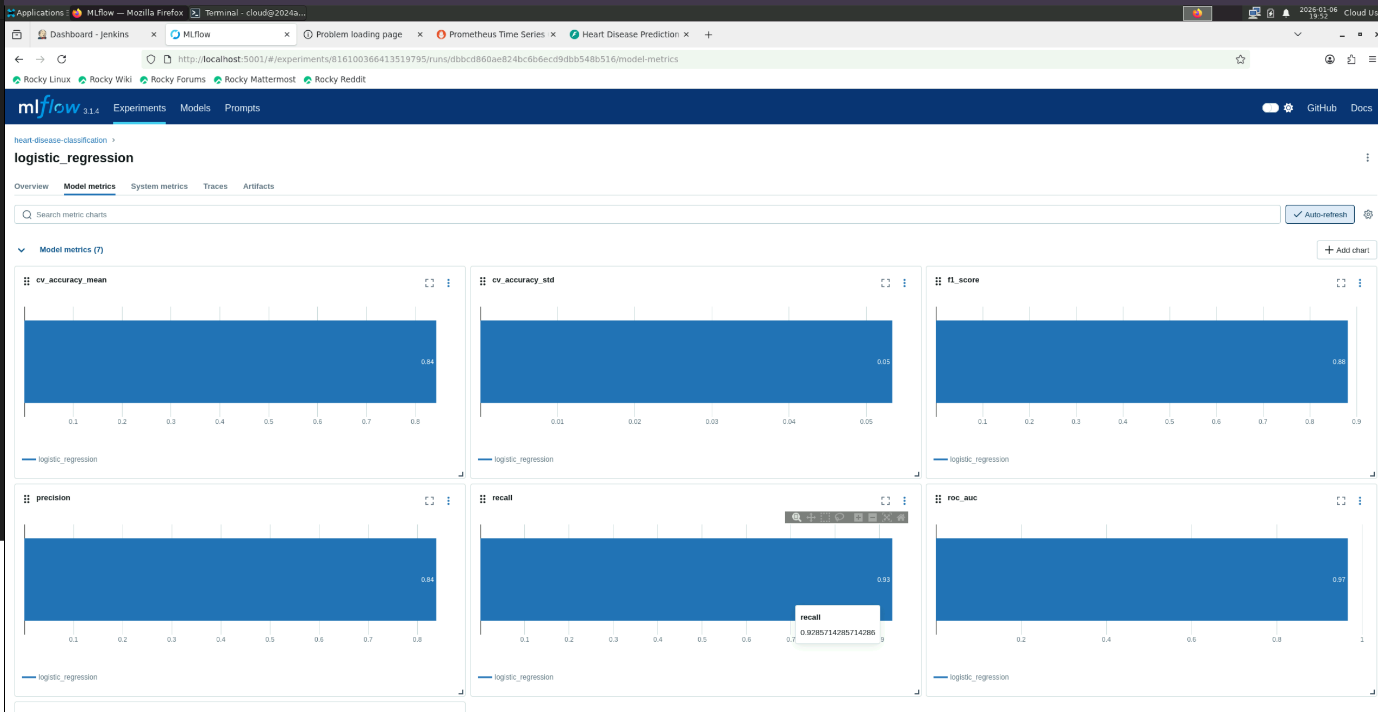 Applications MLflow — Mozilla Firefox Terminal - cloud@2024a... 2026-01-06 19:52 Cloud Us
Dashboard - Jenkins MLflow Problem loading page Prometheus Time Series Heart Disease Prediction
http://localhost:5001/#/experiments/816100366413519795/runs/dbbcd860ae824bc6b6ecd9dbb548b516/model-metrics
Rocky Linux Rocky Wiki Rocky Forums Rocky Mattermost Rocky Reddit
mlflow 3.1.4 Experiments Models Prompts GitHub Docs
heart-disease-classification
logistic_regression
Overview Model metrics System metrics Traces Artifacts
Search metric charts Auto-refresh
Model metrics (7) Add chart
cv_accuracy_mean cv_accuracy_std f1_score
0.84 0.05 0.88
0.1 0.2 0.3 0.4 0.5 0.6 0.7 0.8 0.01 0.02 0.03 0.04 0.05 0.1 0.2 0.3 0.4 0.5 0.6 0.7 0.8 0.9
logistic_regression logistic_regression logistic_regression
precision recall roc_auc
0.84 0.93 0.97
recall
0.9285714285714286
0.1 0.2 0.3 0.4 0.5 0.6 0.7 0.8 0.1 0.2 0.3 0.4 0.5 0.6 0.2 0.4 0.6 0.8 1
logistic_regression logistic_regression logistic_regression